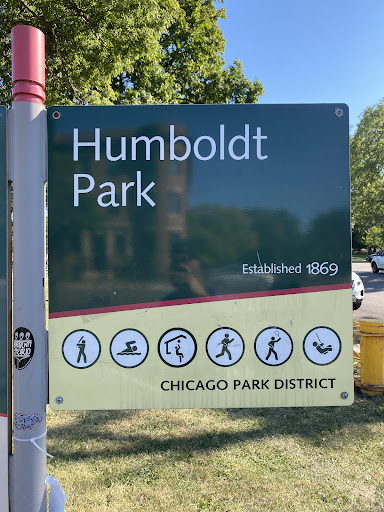 Humboldt
Park
Established 1869
CHICAGO PARK DISTRICT